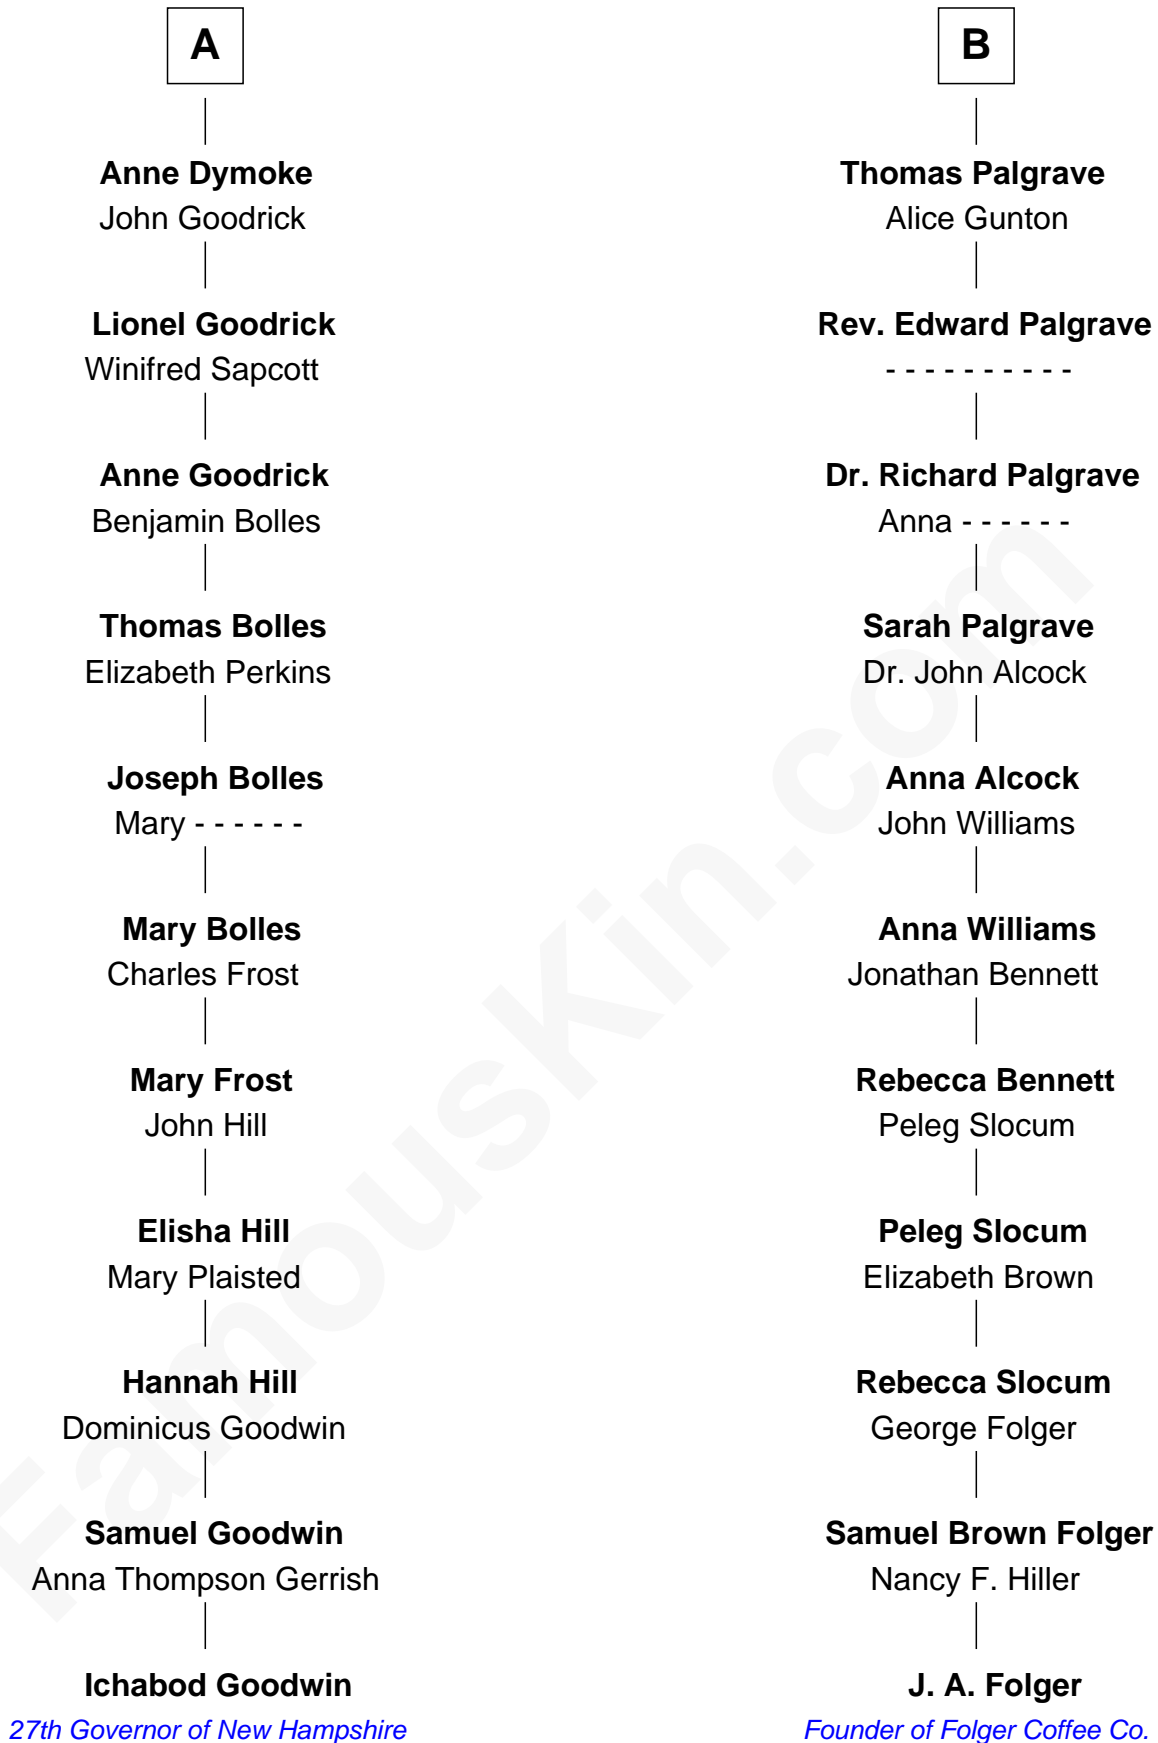 A
Anne Dymoke
John Goodrick
Lionel Goodrick
Winifred Sapcott
Anne Goodrick
Benjamin Bolles
Thomas Bolles
Elizabeth Perkins
Joseph Bolles
Mary - - - - - -
Mary Bolles
Charles Frost
Mary Frost
John Hill
Elisha Hill
Mary Plaisted
Hannah Hill
Dominicus Goodwin
Samuel Goodwin
Anna Thompson Gerrish
Ichabod Goodwin
27th Governor of New Hampshire
B
Thomas Palgrave
Alice Gunton
Rev. Edward Palgrave
- - - - - - - - - -
Dr. Richard Palgrave
Anna - - - - - -
Sarah Palgrave
Dr. John Alcock
Anna Alcock
John Williams
Anna Williams
Jonathan Bennett
Rebecca Bennett
Peleg Slocum
Peleg Slocum
Elizabeth Brown
Rebecca Slocum
George Folger
Samuel Brown Folger
Nancy F. Hiller
J. A. Folger
Founder of Folger Coffee Co.
FamousKin.com